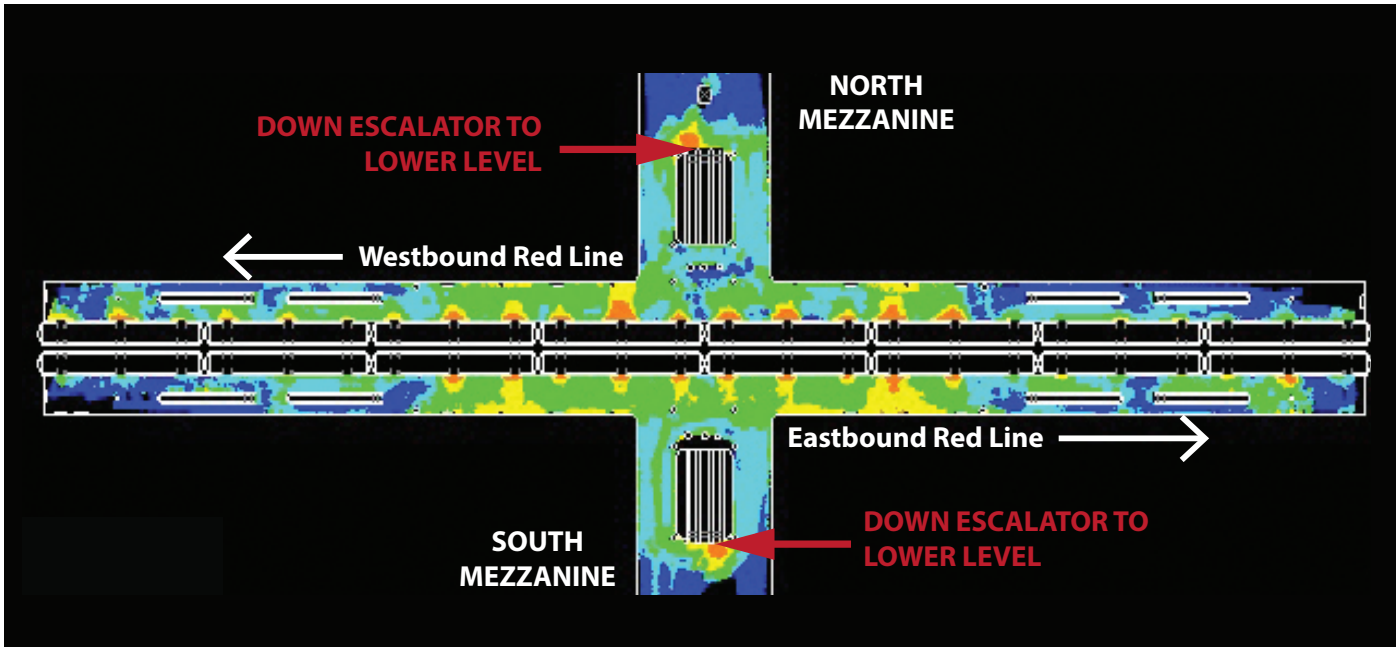 NORTH
MEZZANINE
DOWN ESCALATOR TO
LOWER LEVEL
Westbound Red Line
Eastbound Red Line
DOWN ESCALATOR TO
LOWER LEVEL
SOUTH
MEZZANINE